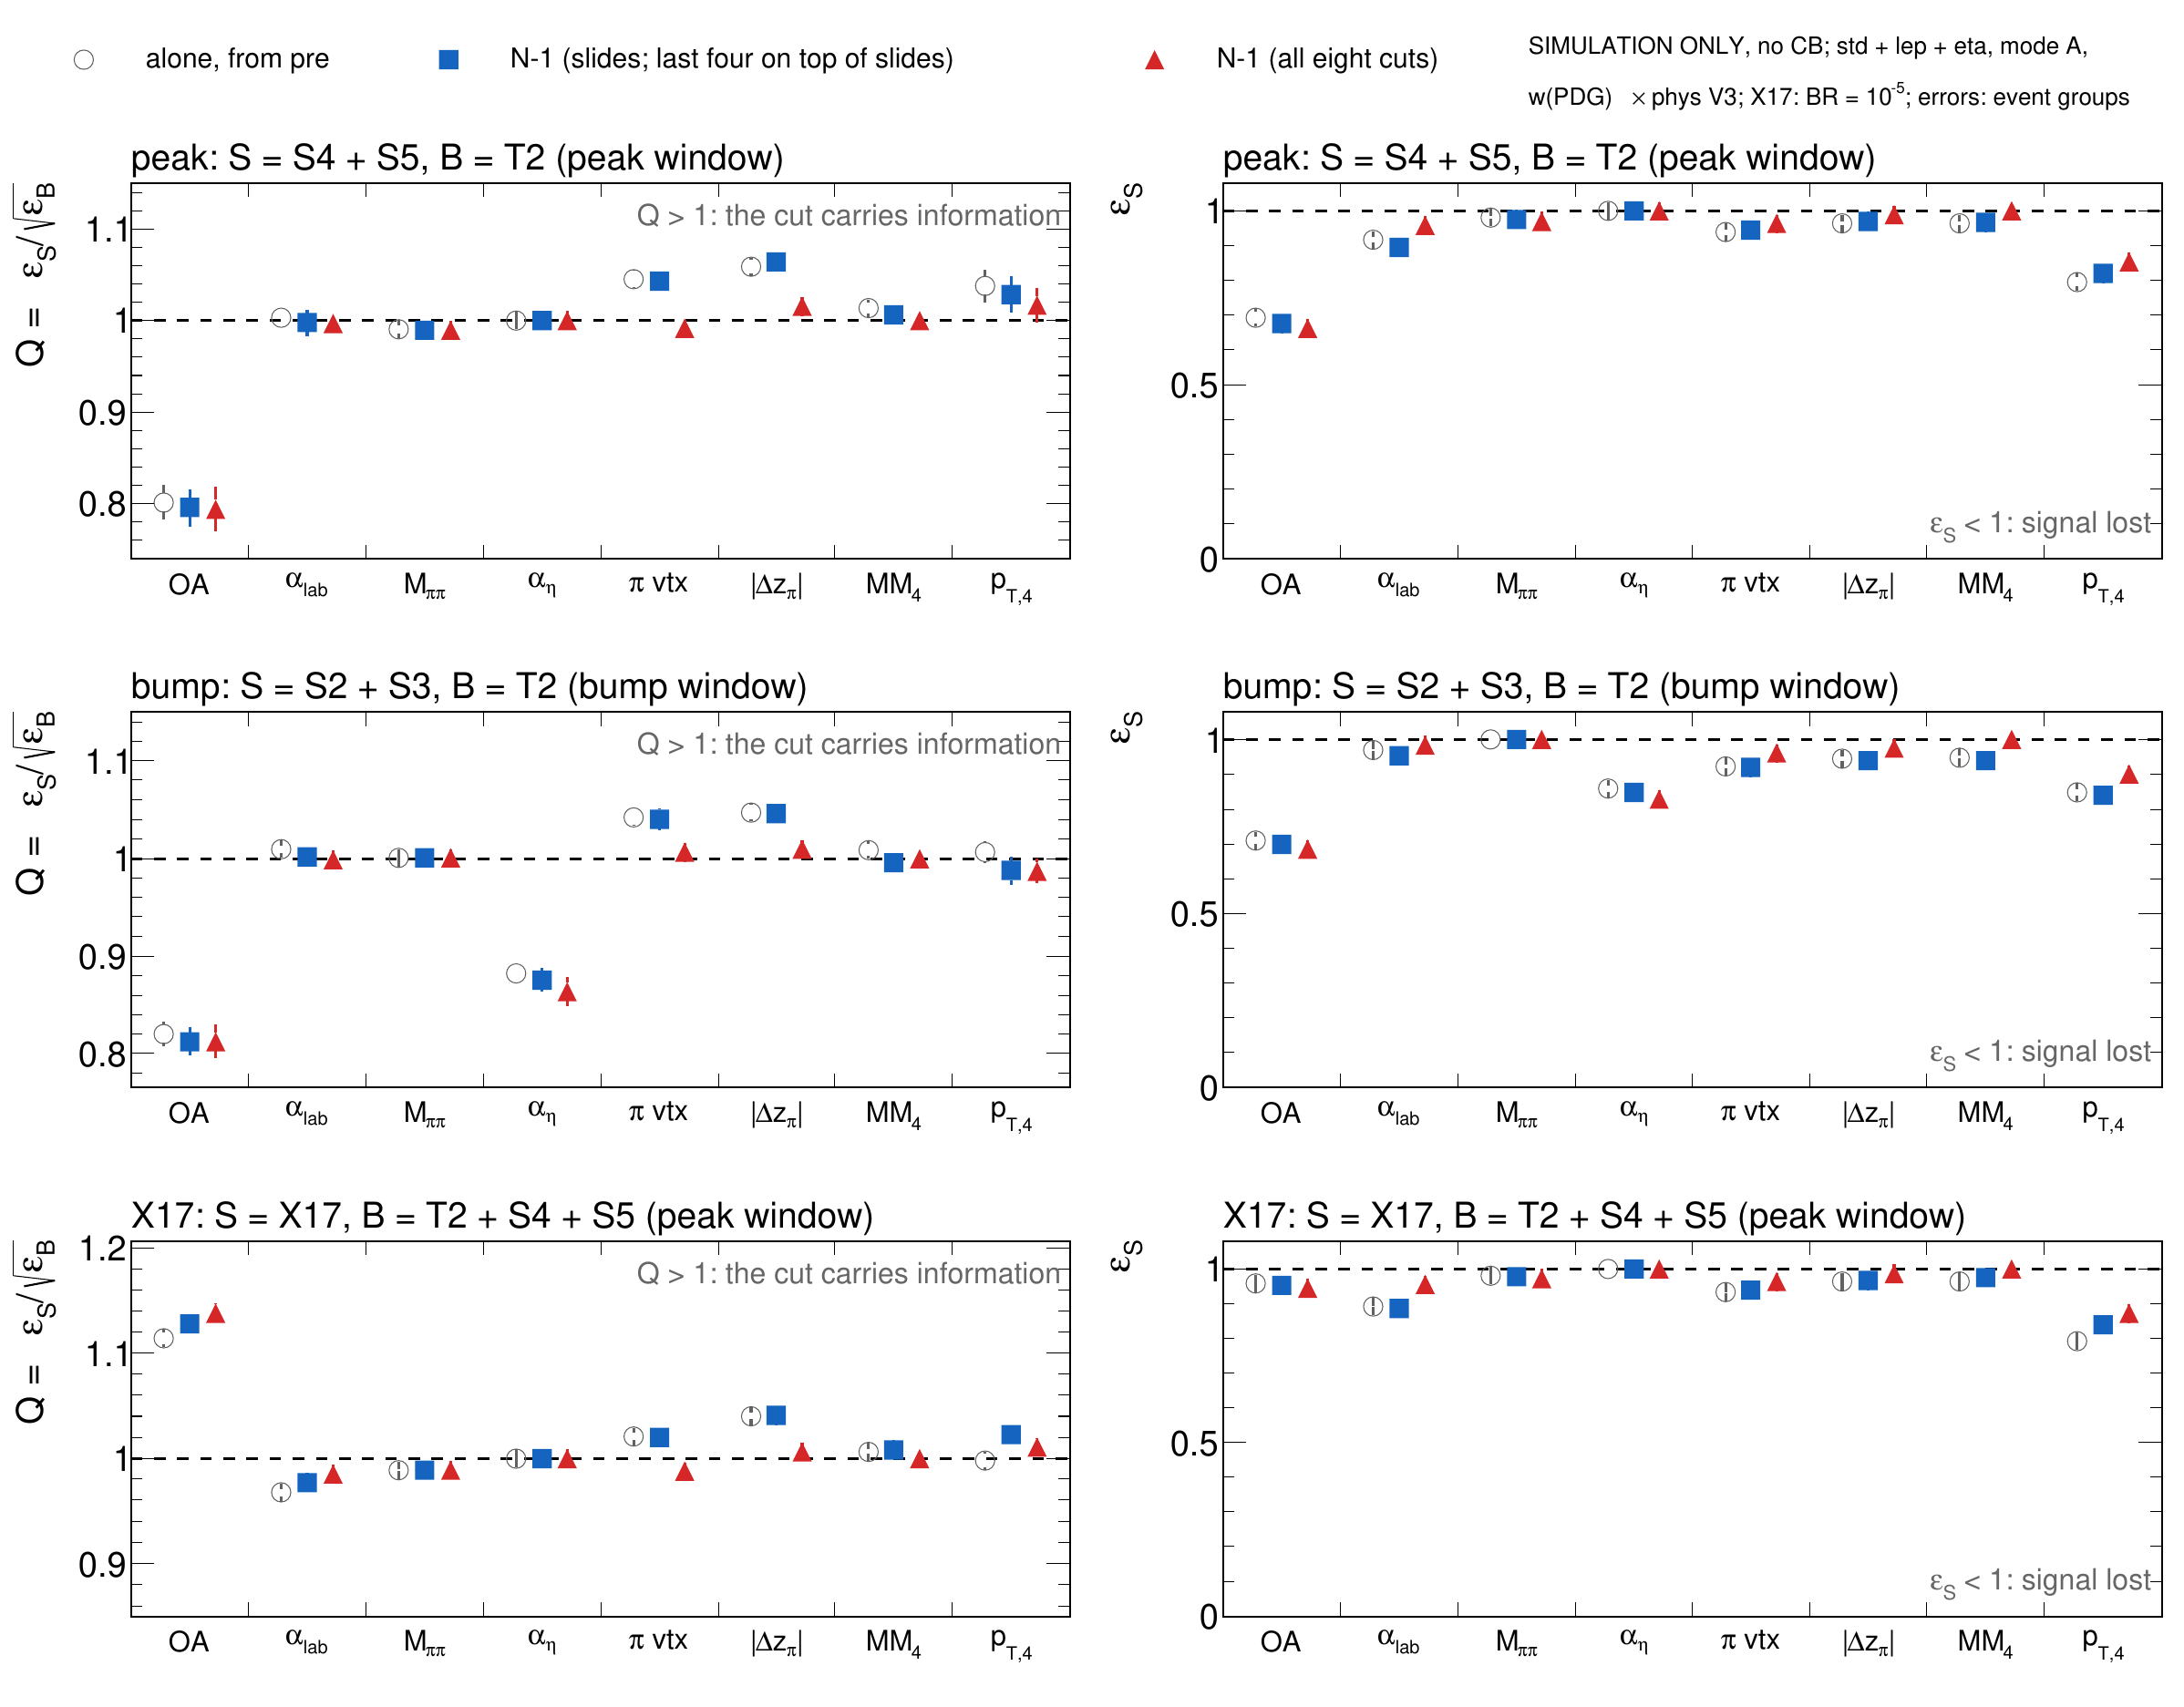 alone, from pre
N-1 (slides; last four on top of slides)
N-1 (all eight cuts)
SIMULATION ONLY, no CB; std + lep + eta, mode A,
w(PDG) × phys V3; X17: BR = 10^-5; errors: event groups
peak: S = S4 + S5, B = T2 (peak window)
Q = ε_S/√ε_B
Q > 1: the cut carries information
1.1
1
0.9
0.8
OA α_lab M_ππ α_η π vtx |Δz_π| MM_4 p_T,4
peak: S = S4 + S5, B = T2 (peak window)
ε_S
1
0.5
0
ε_S < 1: signal lost
OA α_lab M_ππ α_η π vtx |Δz_π| MM_4 p_T,4
bump: S = S2 + S3, B = T2 (bump window)
Q = ε_S/√ε_B
Q > 1: the cut carries information
1.1
1
0.9
0.8
OA α_lab M_ππ α_η π vtx |Δz_π| MM_4 p_T,4
bump: S = S2 + S3, B = T2 (bump window)
ε_S
1
0.5
0
ε_S < 1: signal lost
OA α_lab M_ππ α_η π vtx |Δz_π| MM_4 p_T,4
X17: S = X17, B = T2 + S4 + S5 (peak window)
Q = ε_S/√ε_B
Q > 1: the cut carries information
1.2
1.1
1
0.9
OA α_lab M_ππ α_η π vtx |Δz_π| MM_4 p_T,4
X17: S = X17, B = T2 + S4 + S5 (peak window)
ε_S
1
0.5
0
ε_S < 1: signal lost
OA α_lab M_ππ α_η π vtx |Δz_π| MM_4 p_T,4